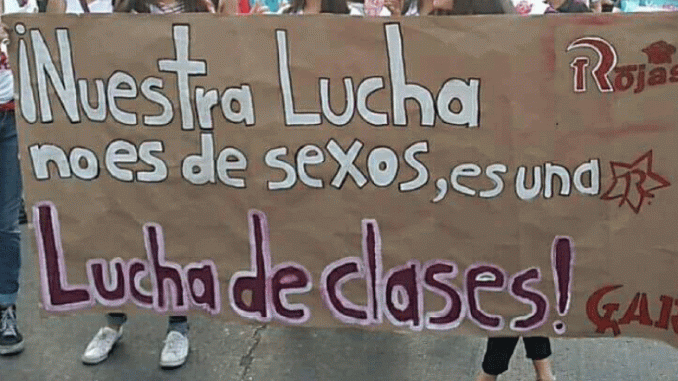 ¡Nuestra Lucha
no es de sexos, es una
Lucha de clases!
Rojas
R